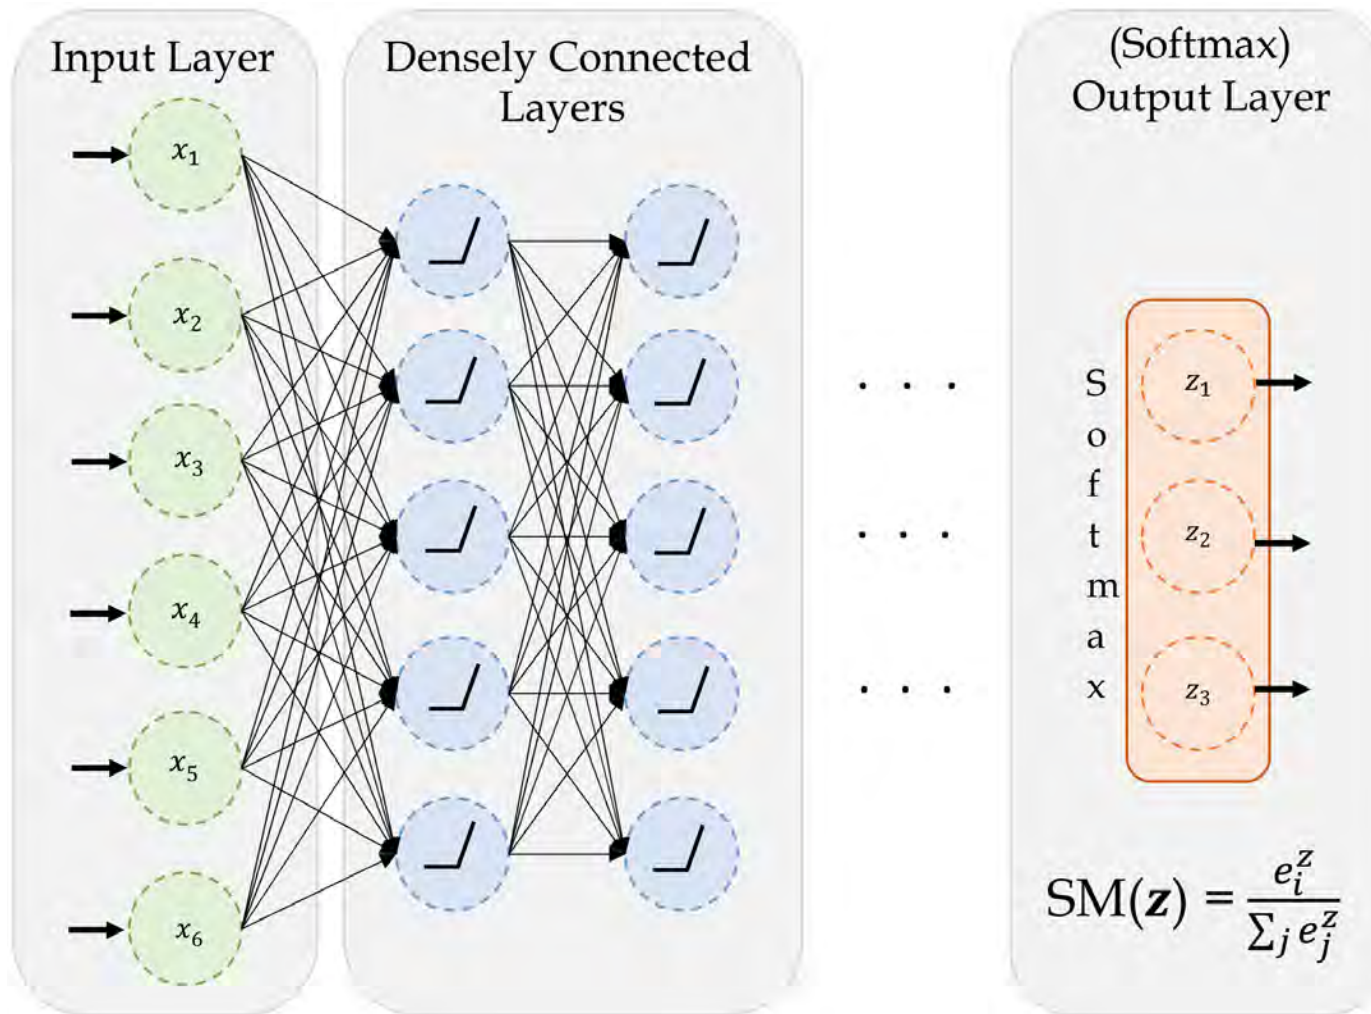 Input Layer
Densely Connected
Layers
(Softmax)
Output Layer
x₁
x₂
x₃
x₄
x₅
x₆
. . .
. . .
. . .
S
o
f
t
m
a
x
z₁
z₂
z₃
SM(z) = e_i^z / ∑_j e_j^z